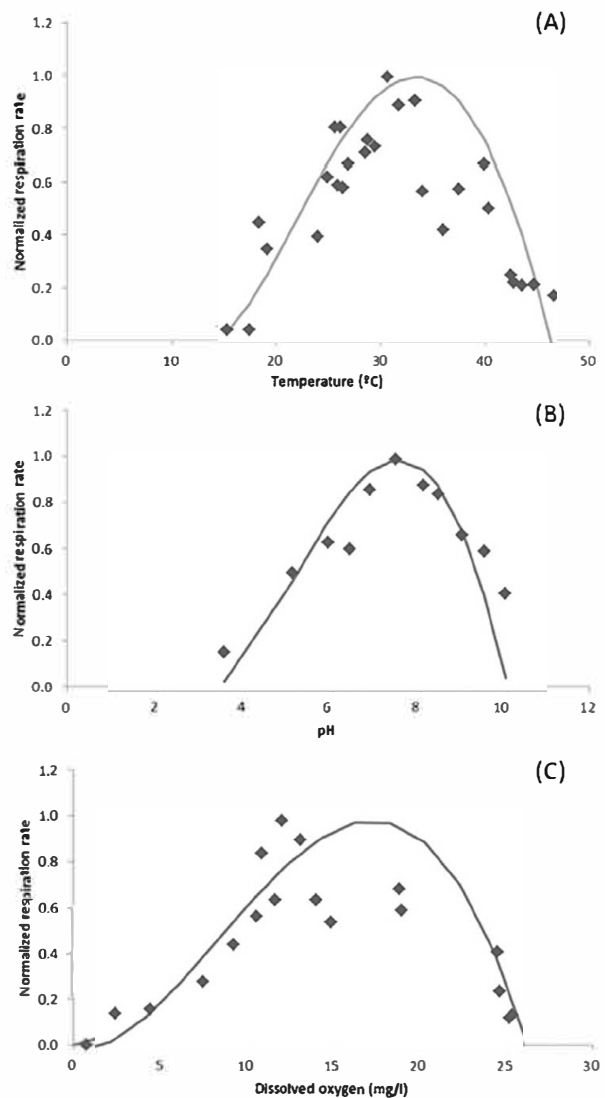 (A)
Normalized respiration rate
1.2
1.0
0.8
0.6
0.4
0.2
0.0
0 10 20 30 40 50
Temperature (ºC)
(B)
Normalized respiration rate
1.2
1.0
0.8
0.6
0.4
0.2
0.0
0 2 4 6 8 10 12
pH
(C)
Normalized respiration rate
1.2
1.0
0.8
0.6
0.4
0.2
0.0
0 5 10 15 20 25 30
Dissolved oxygen (mg/l)